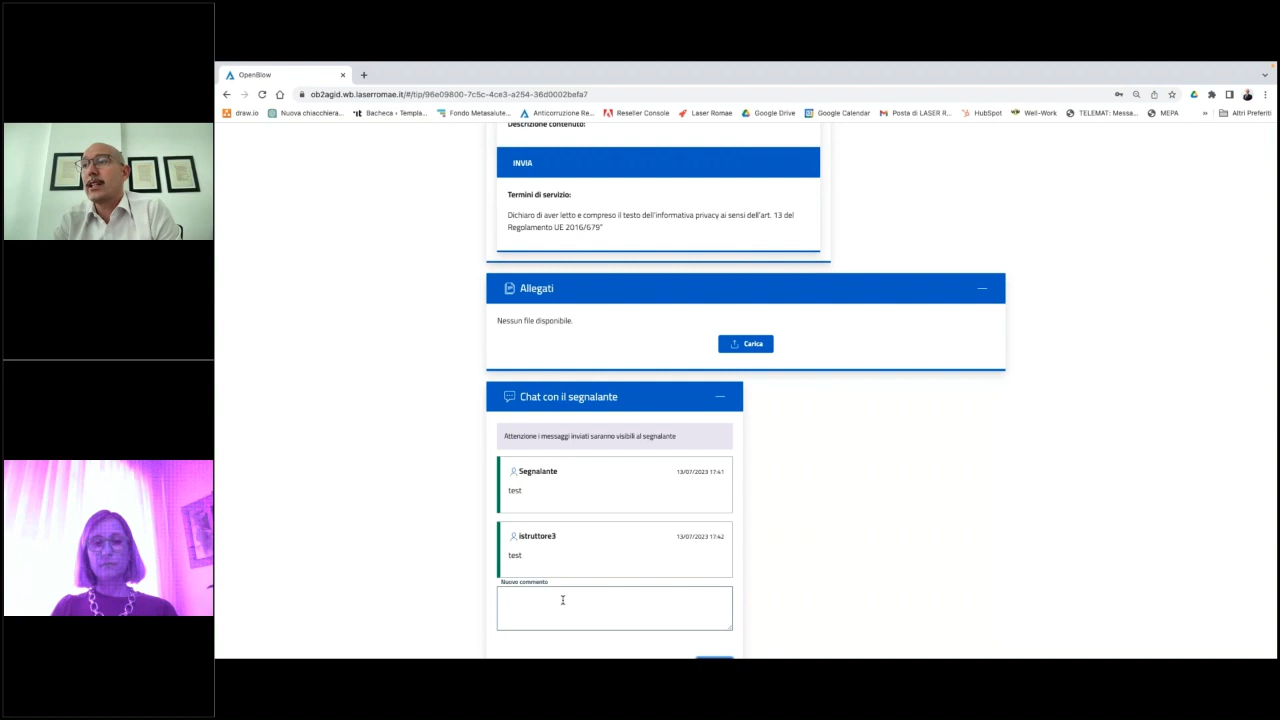 OpenBlow
ob2agid.wb.laserromae.it/#/tip/96e09800-7c5c-4ce3-a254-36d0002befa7
draw.io
Nuova chiacchiera...
Bacheca ‹ Templa...
Fondo Metasalute...
Anticorruzione Re...
Reseller Console
Laser Romae
Google Drive
Google Calendar
Posta di LASER R...
HubSpot
Well-Work
TELEMAT: Messa...
MEPA
»
Altri Preferiti
Descrizione contenuto:
INVIA
Termini di servizio:
Dichiaro di aver letto e compreso il testo dell'informativa privacy ai sensi dell'art. 13 del
Regolamento UE 2016/679"
Allegati
Nessun file disponibile.
Carica
Chat con il segnalante
Attenzione i messaggi inviati saranno visibili al segnalante
Segnalante 13/07/2023 17:41
test
istruttore3 13/07/2023 17:42
test
Nuovo commento